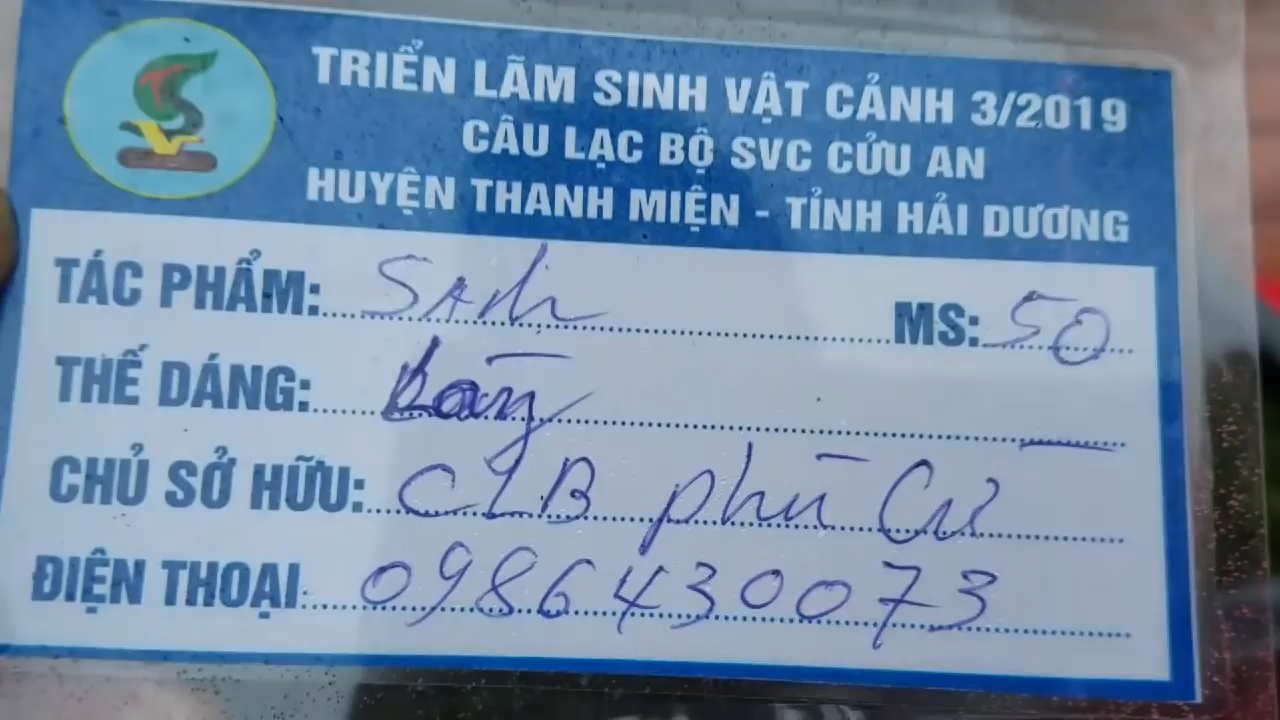 TRIỂN LÃM SINH VẬT CẢNH 3/2019
CÂU LẠC BỘ SVC CỬU AN
HUYỆN THANH MIỆN - TỈNH HẢI DƯƠNG
TÁC PHẨM: SANH MS: 50
THẾ DÁNG:
CHỦ SỞ HỮU: CLB phù Cừ
ĐIỆN THOẠI 0986430073